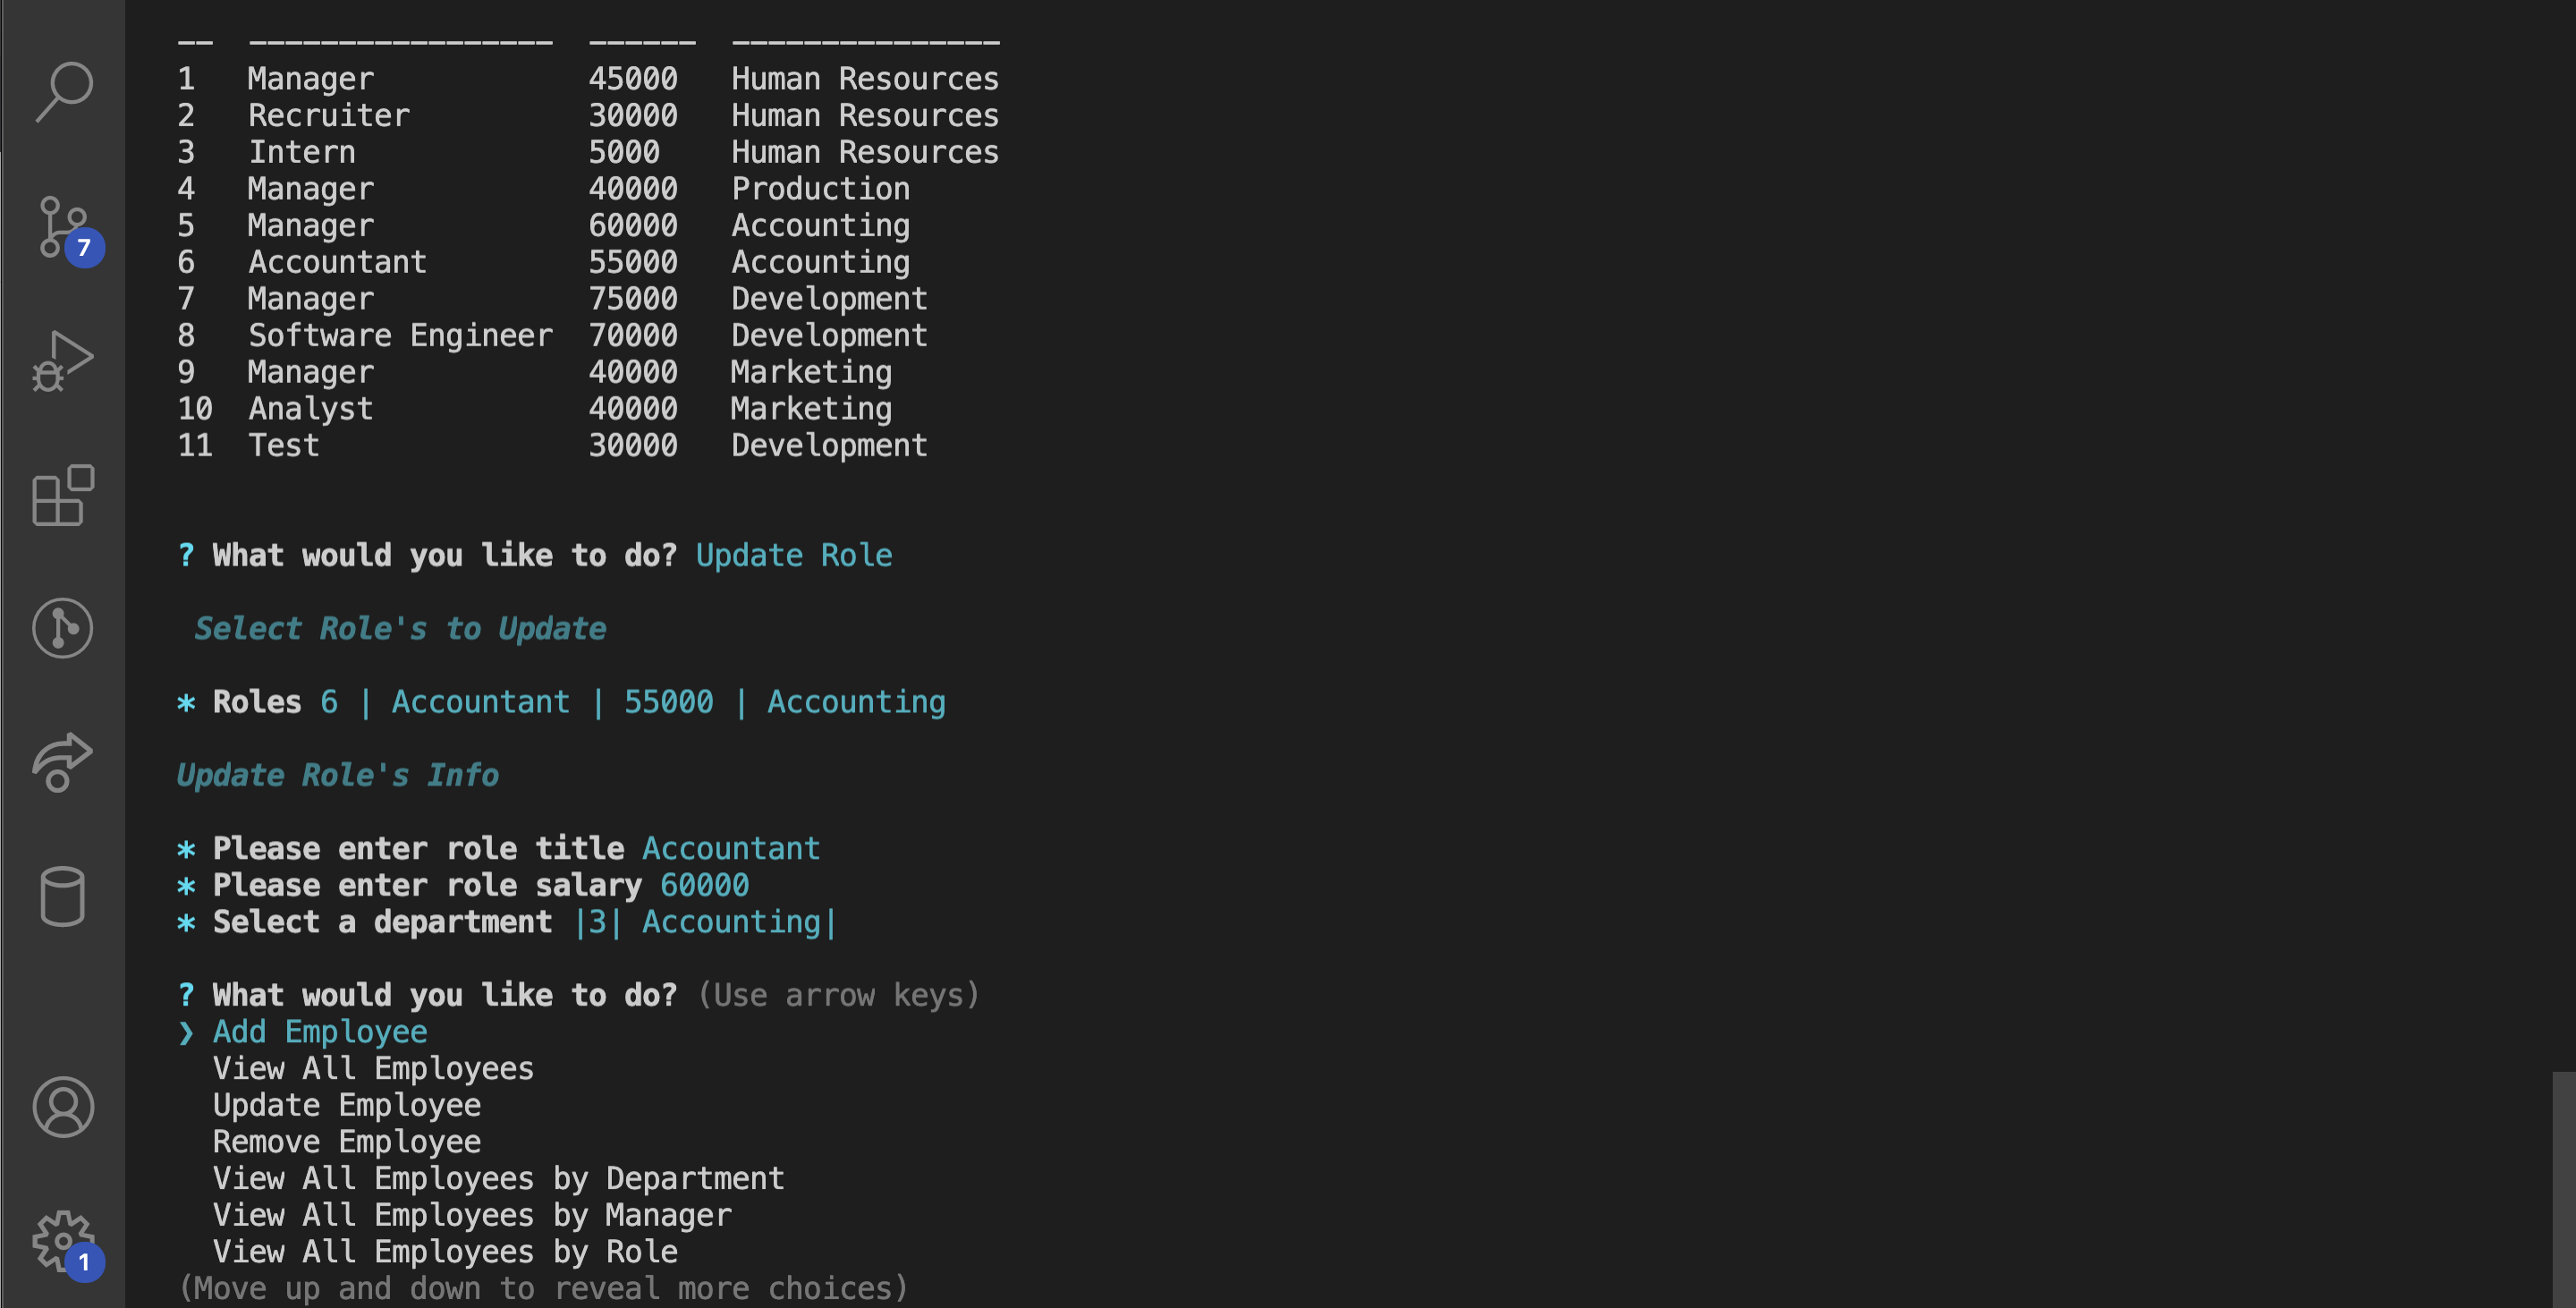 -- ----------------- ------ ---------------
1 Manager 45000 Human Resources
2 Recruiter 30000 Human Resources
3 Intern 5000 Human Resources
4 Manager 40000 Production
5 Manager 60000 Accounting
6 Accountant 55000 Accounting
7 Manager 75000 Development
8 Software Engineer 70000 Development
9 Manager 40000 Marketing
10 Analyst 40000 Marketing
11 Test 30000 Development
? What would you like to do? Update Role
Select Role's to Update
* Roles 6 | Accountant | 55000 | Accounting
Update Role's Info
* Please enter role title Accountant
* Please enter role salary 60000
* Select a department |3| Accounting|
? What would you like to do? (Use arrow keys)
❯ Add Employee
View All Employees
Update Employee
Remove Employee
View All Employees by Department
View All Employees by Manager
View All Employees by Role
(Move up and down to reveal more choices)
7
1